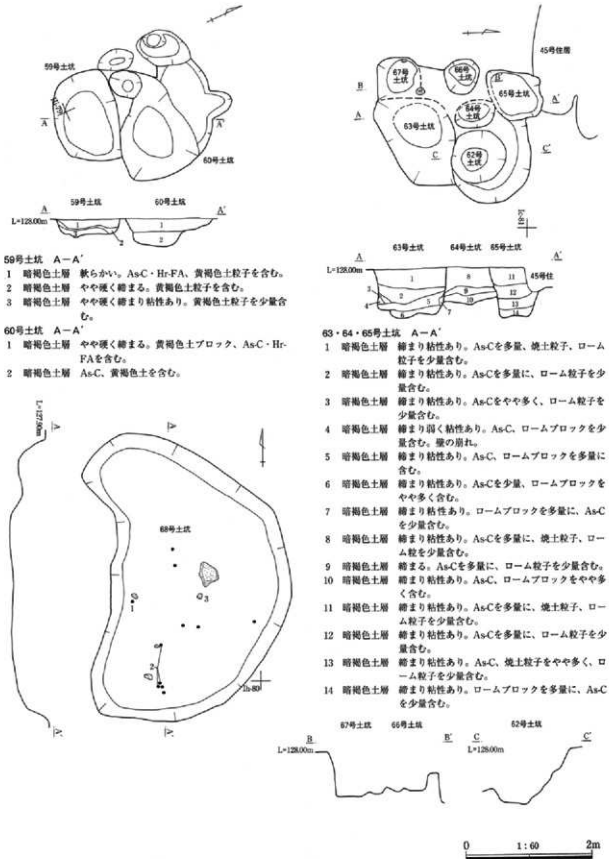 59号土坑
A
A′
60号土坑
59号土坑 60号土坑
A
A′
L=128.00m
1
2
3
1
2
59号土坑 A－A′
1 暗褐色土層 軟らかい。As-C・Hr-FA、黄褐色土粒子を含む。
2 暗褐色土層 やや硬く締まる。黄褐色土粒子を含む。
3 暗褐色土層 やや硬く締まり粘性あり。黄褐色土粒子を少量含
む。
60号土坑 A－A′
1 暗褐色土層 やや硬く締まる。黄褐色土ブロック、As-C・Hr-
FAを含む。
2 暗褐色土層 As-C、黄褐色土を含む。
L=127.90m
A
A
68号土坑
1
3
2
Th-80
A′
A′
45号住居
67号土坑
66号土坑
B′
65号土坑
B
A′
A
64号土坑
63号土坑
C
62号土坑
C′
63号土坑 64号土坑 65号土坑
A
A′
L=128.00m
45号住
1
2
3
4
5
6
7
8
9
10
11
12
13
14
63・64・65号土坑 A－A′
1 暗褐色土層 締まり粘性あり。As-Cを多量、焼土粒子、ローム
粒子を少量含む。
2 暗褐色土層 締まり粘性あり。As-Cを多量に、ローム粒子を少
量含む。
3 暗褐色土層 締まり粘性あり。As-Cをやや多く、ローム粒子を
少量含む。
4 暗褐色土層 締まり弱く粘性あり。As-C、ロームブロックを少
量含む。壁の崩れ。
5 暗褐色土層 締まり粘性あり。As-C、ロームブロックを多量に
含む。
6 暗褐色土層 締まり粘性あり。As-Cを少量、ロームブロックを
やや多く含む。
7 暗褐色土層 締まり粘性あり。ロームブロックを多量に、As-C
を少量含む。
8 暗褐色土層 締まり粘性あり。As-Cを多量に、焼土粒子、ロー
ム粒を少量含む。
9 暗褐色土層 締まる。As-Cを多量に、ローム粒子を少量含む。
10 暗褐色土層 締まり粘性あり。As-C、ロームブロックをやや多
く含む。
11 暗褐色土層 締まり粘性あり。As-Cを多量に、焼土粒子、ロー
ム粒子を少量含む。
12 暗褐色土層 締まり粘性あり。As-Cを多量に、ローム粒子を少
量含む。
13 暗褐色土層 締まり粘性あり。As-C、焼土粒子をやや多く、ロ
ーム粒子を少量含む。
14 暗褐色土層 締まり粘性あり。ロームブロックを多量に、As-C
を少量含む。
67号土坑 66号土坑 62号土坑
B
B′
C
C′
L=128.00m
L=128.00m
0 1：60 2m